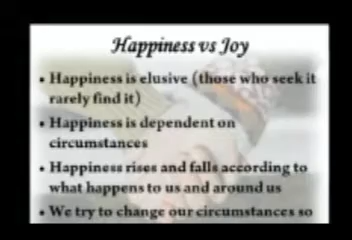 Happiness vs Joy
• Happiness is elusive (those who seek it
rarely find it)
• Happiness is dependent on
circumstances
• Happiness rises and falls according to
what happens to us and around us
• We try to change our circumstances so